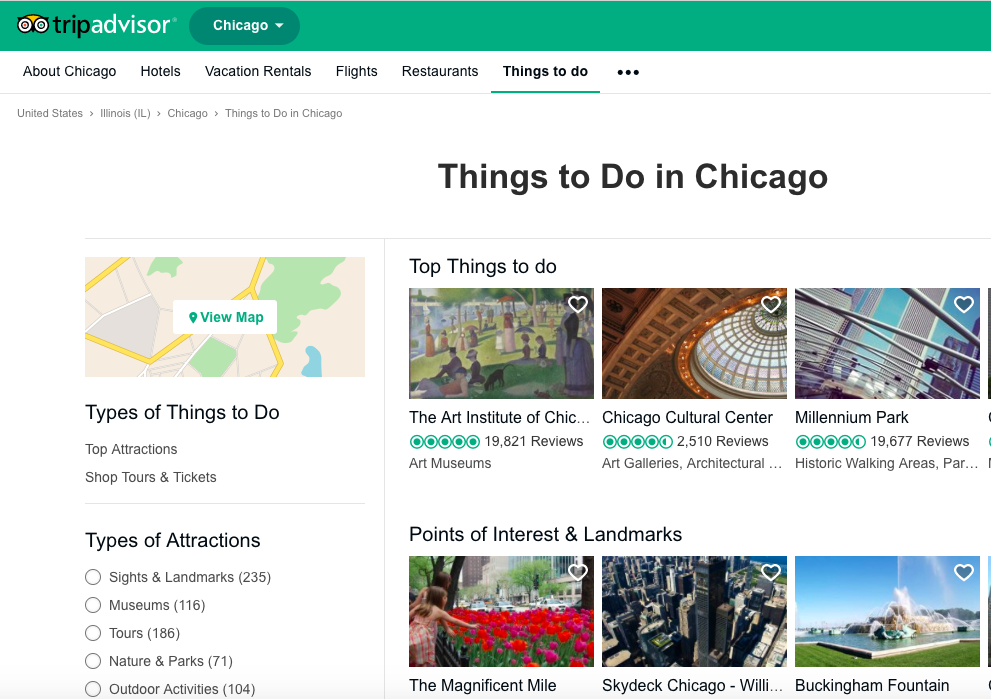 tripadvisor
Chicago
About Chicago Hotels Vacation Rentals Flights Restaurants Things to do •••
United States › Illinois (IL) › Chicago › Things to Do in Chicago
Things to Do in Chicago
View Map
Types of Things to Do
Top Attractions
Shop Tours & Tickets
Types of Attractions
Sights & Landmarks (235)
Museums (116)
Tours (186)
Nature & Parks (71)
Outdoor Activities (104)
Top Things to do
The Art Institute of Chic...
19,821 Reviews
Art Museums
Chicago Cultural Center
2,510 Reviews
Art Galleries, Architectural ...
Millennium Park
19,677 Reviews
Historic Walking Areas, Par...
Points of Interest & Landmarks
The Magnificent Mile
Skydeck Chicago - Willi...
Buckingham Fountain